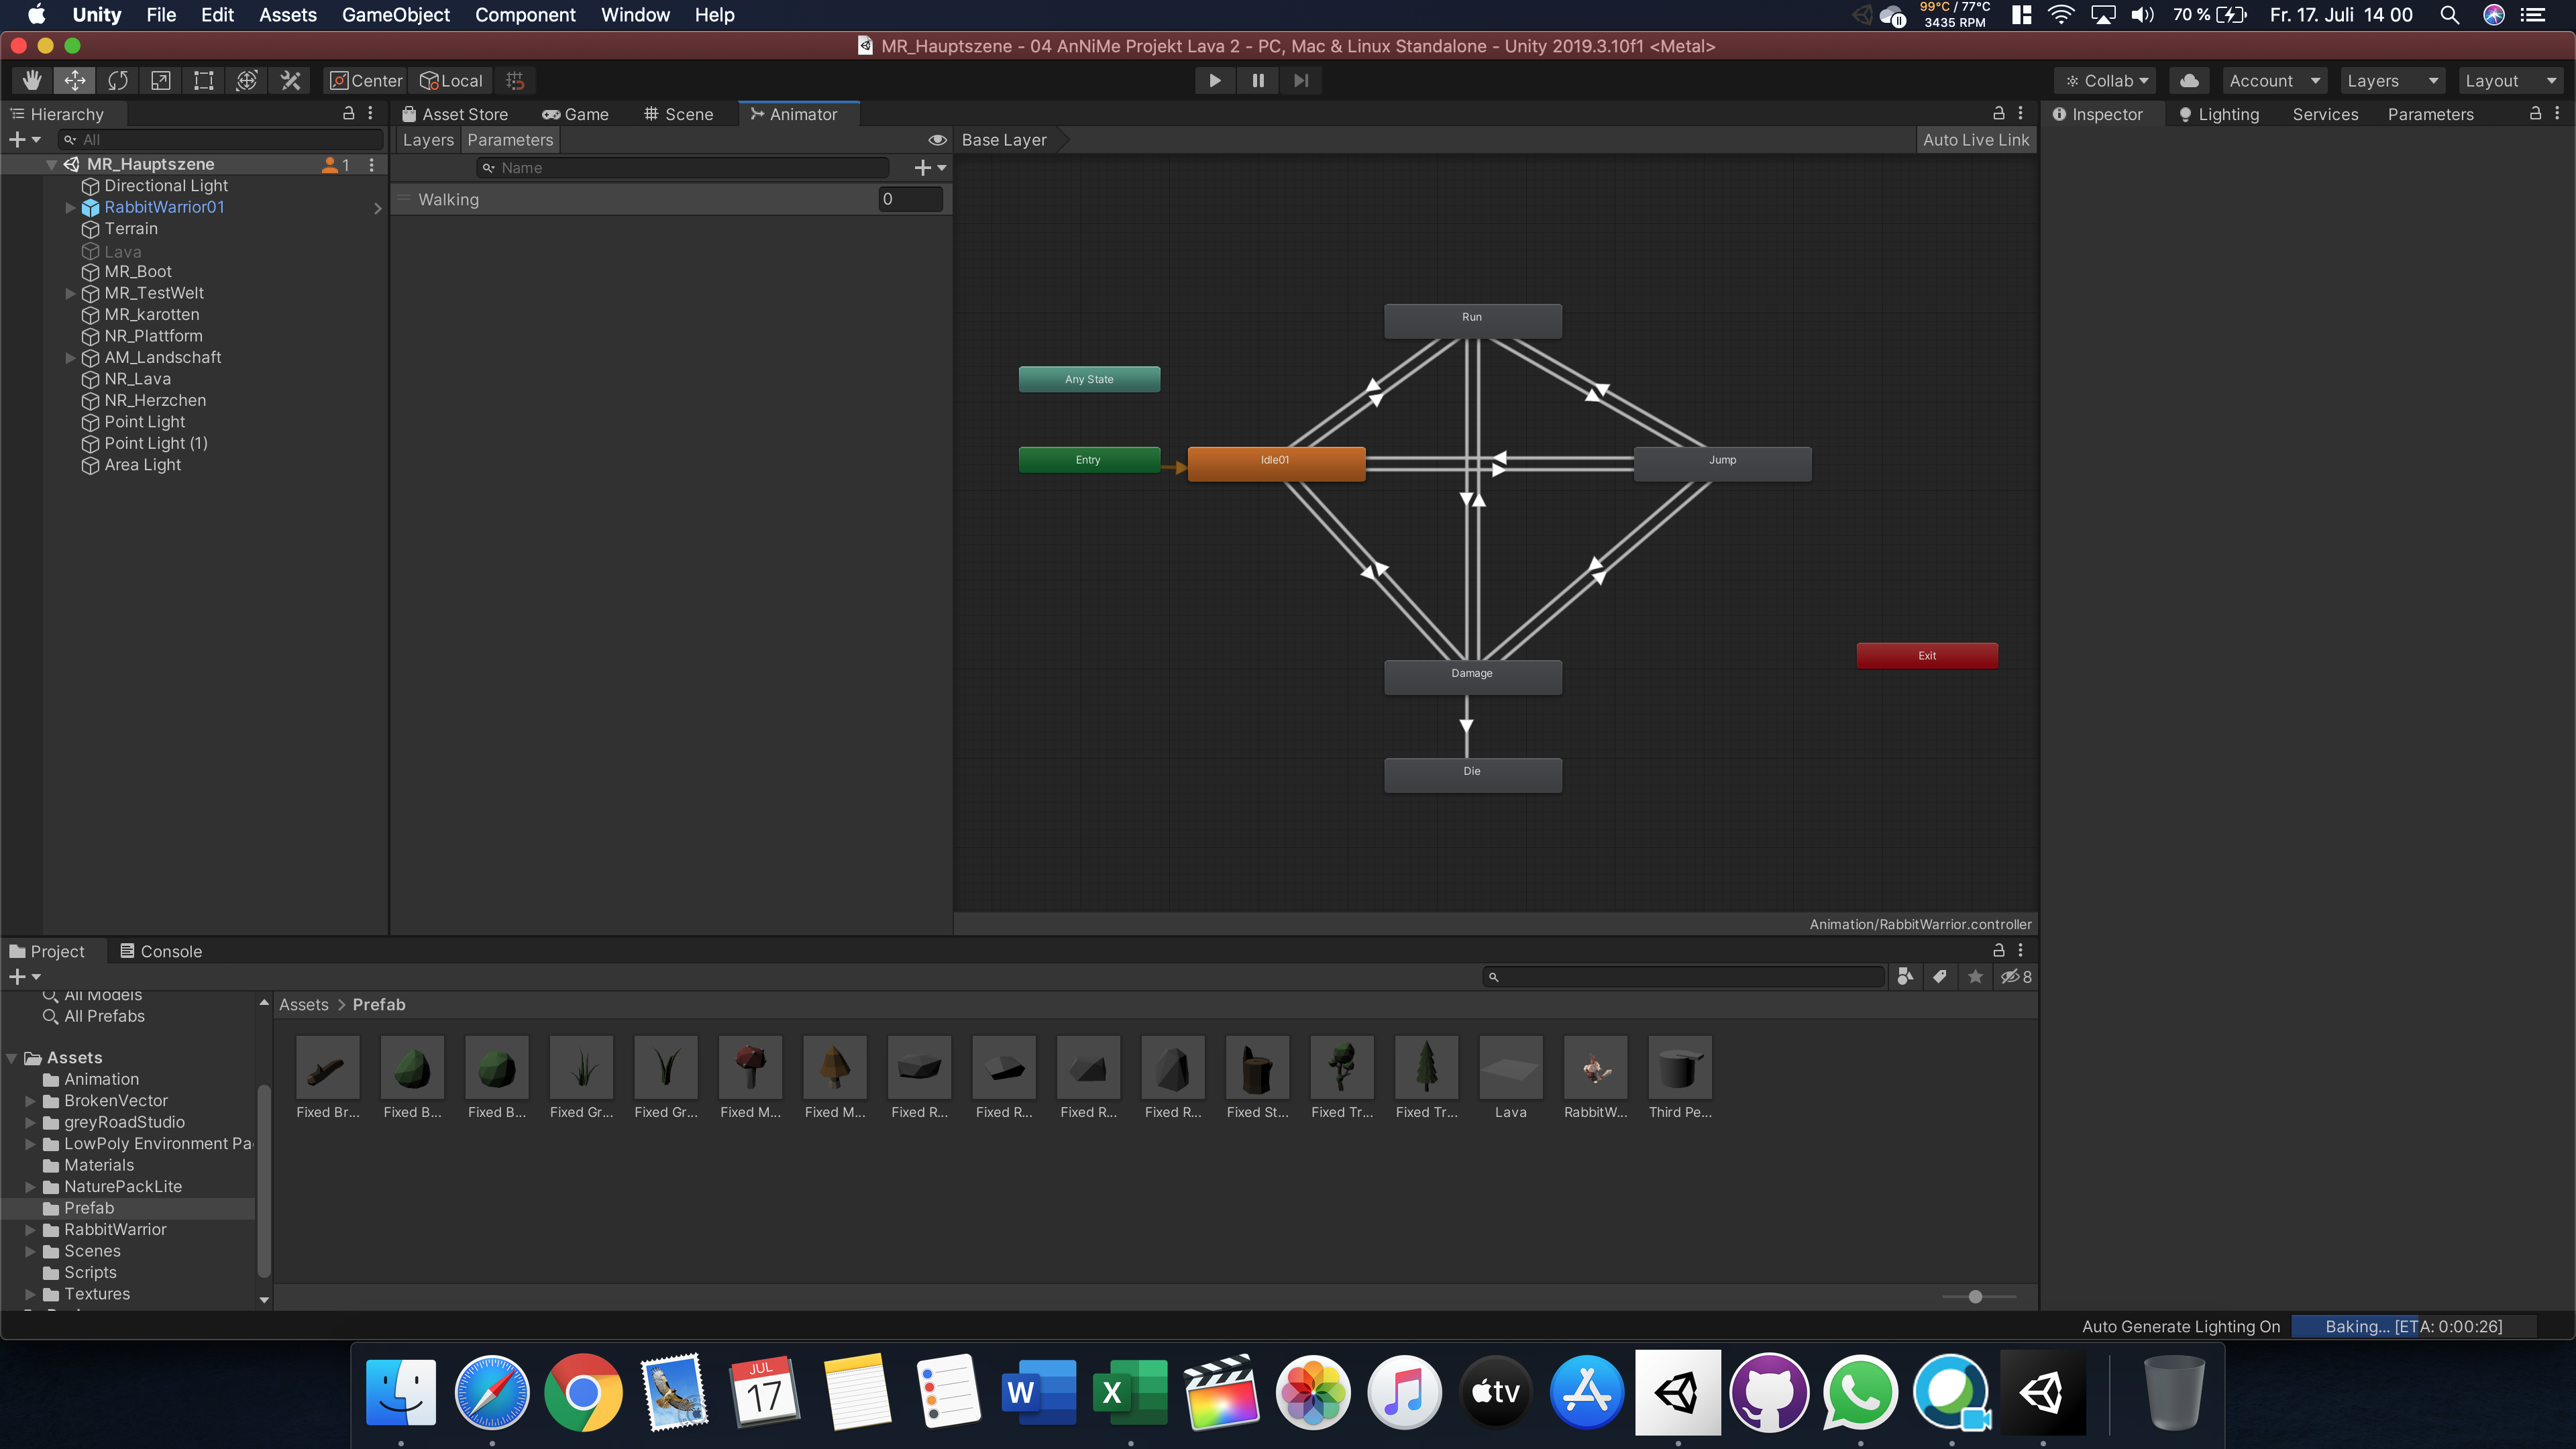 Unity File Edit Assets GameObject Component Window Help
99°C / 77°C
3435 RPM
70 % Fr. 17. Juli 14 00
MR_Hauptszene - 04 AnNiMe Projekt Lava 2 - PC, Mac & Linux Standalone - Unity 2019.3.10f1 <Metal>
Center Local Collab Account Layers Layout
Hierarchy Asset Store Game Scene Animator Inspector Lighting Services Parameters
All
Layers Parameters Base Layer Auto Live Link
Name
Walking 0
MR_Hauptszene 1
Directional Light
RabbitWarrior01
Terrain
Lava
MR_Boot
MR_TestWelt
MR_karotten
NR_Plattform
AM_Landschaft
NR_Lava
NR_Herzchen
Point Light
Point Light (1)
Area Light
Run
Any State
Entry
Idle01
Jump
Exit
Damage
Die
Animation/RabbitWarrior.controller
Project Console
8
All Models
All Prefabs
Assets
Animation
BrokenVector
greyRoadStudio
LowPoly Environment Pa
Materials
NaturePackLite
Prefab
RabbitWarrior
Scenes
Scripts
Textures
Assets > Prefab
Fixed Br... Fixed B... Fixed B... Fixed Gr... Fixed Gr... Fixed M... Fixed M... Fixed R... Fixed R... Fixed R... Fixed R... Fixed St... Fixed Tr... Fixed Tr... Lava RabbitW... Third Pe...
Auto Generate Lighting On Baking... [ETA: 0:00:26]
JUL
17
W
X
tv